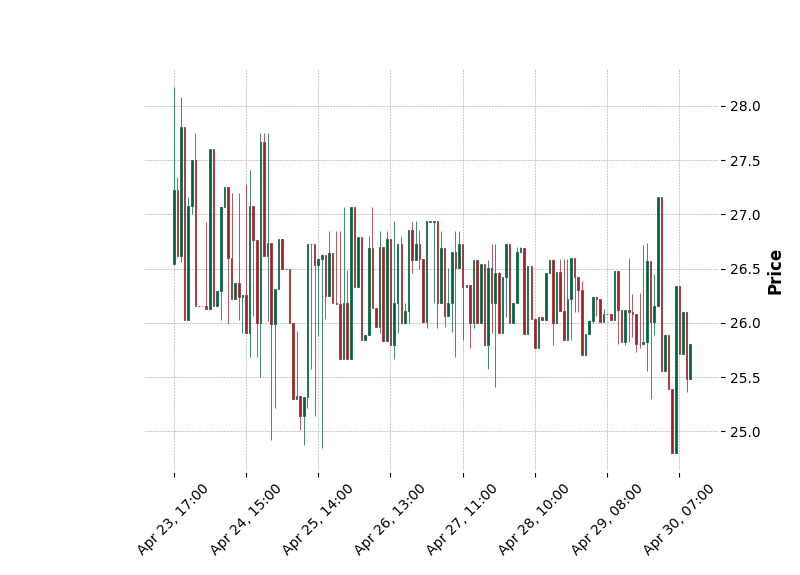 28.0
27.5
27.0
26.5
26.0
25.5
25.0
Price
Apr 23, 17:00
Apr 24, 15:00
Apr 25, 14:00
Apr 26, 13:00
Apr 27, 11:00
Apr 28, 10:00
Apr 29, 08:00
Apr 30, 07:00